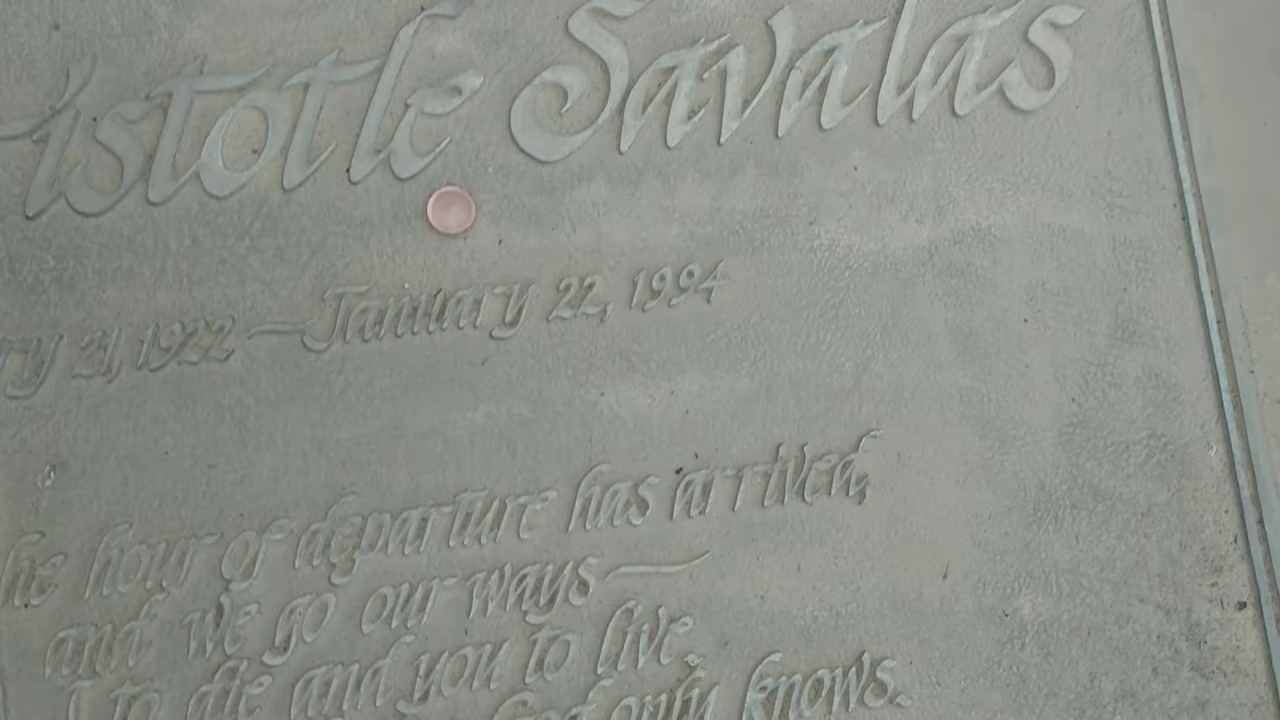 istotle Savalas
ry 21, 1922 — January 22, 1994
he hour of departure has arrived,
and we go our ways —
I to die and you to live.
God only knows.